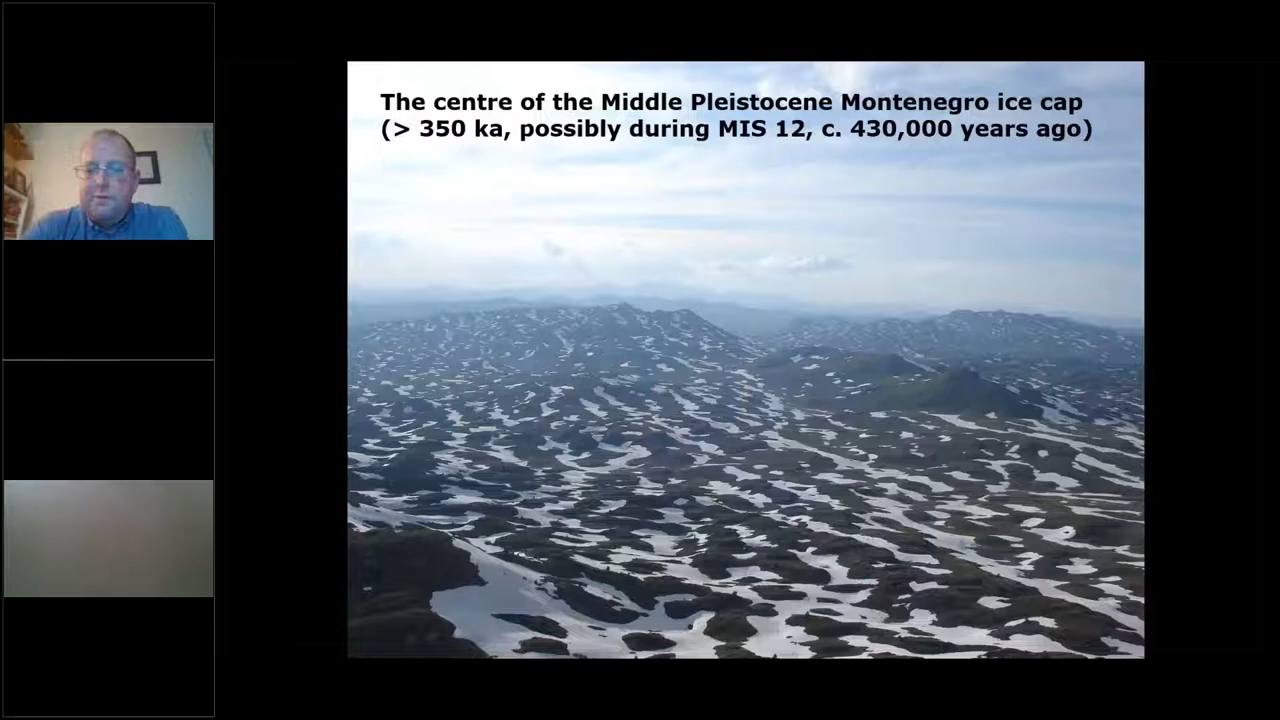 The centre of the Middle Pleistocene Montenegro ice cap
(> 350 ka, possibly during MIS 12, c. 430,000 years ago)